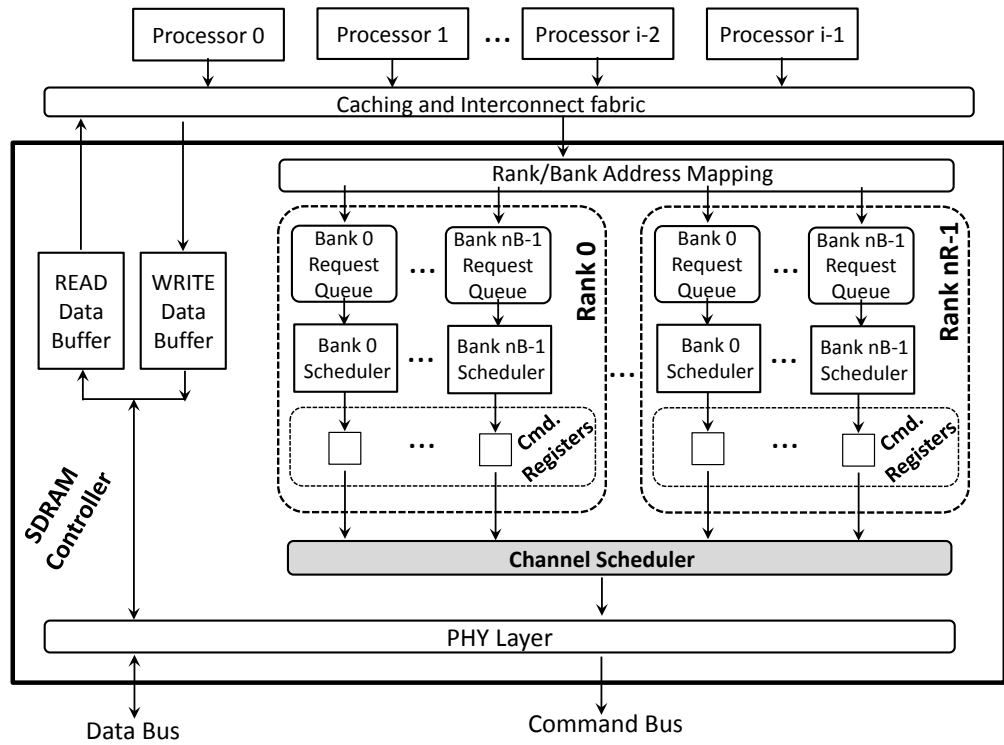 Processor 0
Processor 1
...
Processor i-2
Processor i-1
Caching and Interconnect fabric
Rank/Bank Address Mapping
READ
Data
Buffer
WRITE
Data
Buffer
Bank 0
Request
Queue
...
Bank nB-1
Request
Queue
Rank 0
Bank 0
Scheduler
...
Bank nB-1
Scheduler
...
Cmd.
Registers
...
Bank 0
Request
Queue
...
Bank nB-1
Request
Queue
Rank nR-1
Bank 0
Scheduler
...
Bank nB-1
Scheduler
...
Cmd.
Registers
SDRAM
Controller
Channel Scheduler
PHY Layer
Data Bus
Command Bus